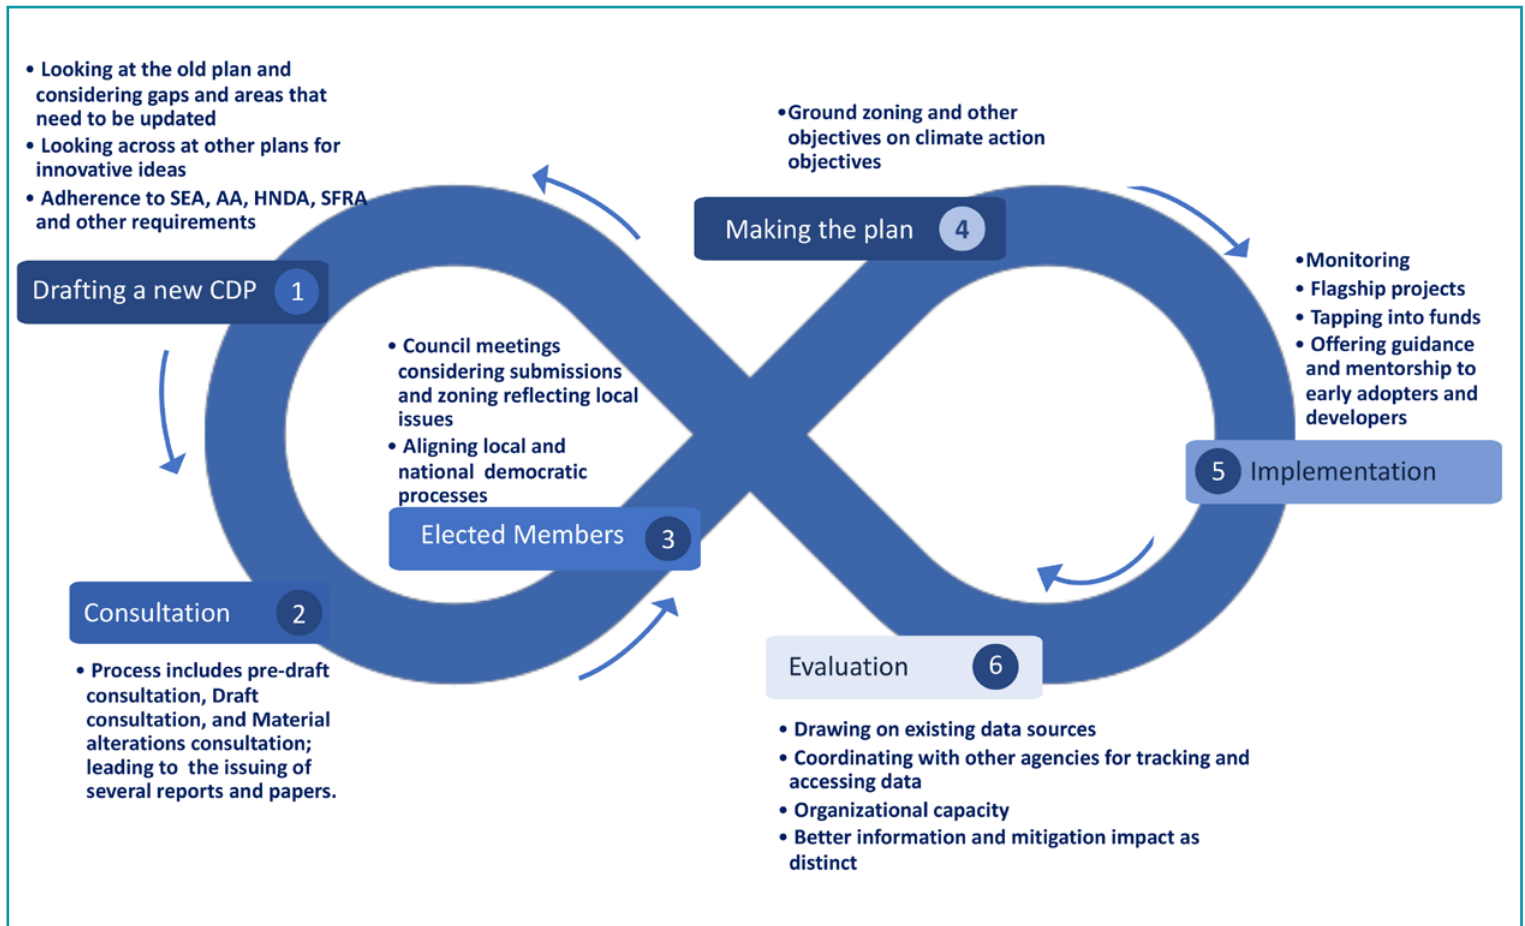 • Looking at the old plan and
considering gaps and areas that
need to be updated
• Looking across at other plans for
innovative ideas
• Adherence to SEA, AA, HNDA, SFRA
and other requirements
Drafting a new CDP 1
Consultation 2
• Process includes pre-draft
consultation, Draft
consultation, and Material
alterations consultation;
leading to the issuing of
several reports and papers.
• Council meetings
considering submissions
and zoning reflecting local
issues
• Aligning local and
national democratic
processes
Elected Members 3
•Ground zoning and other
objectives on climate action
objectives
Making the plan 4
•Monitoring
• Flagship projects
• Tapping into funds
• Offering guidance
and mentorship to
early adopters and
developers
5 Implementation
Evaluation 6
• Drawing on existing data sources
• Coordinating with other agencies for tracking and
accessing data
• Organizational capacity
• Better information and mitigation impact as
distinct